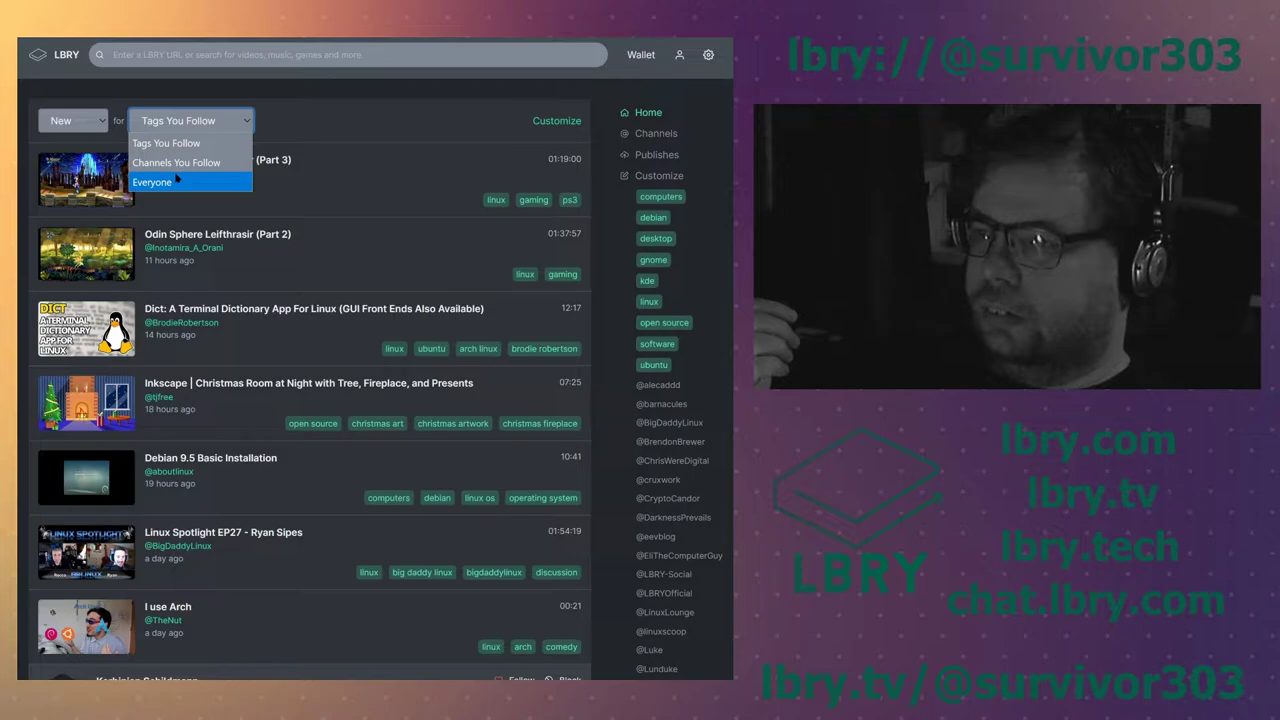 LBRY
Enter a LBRY URL or search for videos, music, games and more.
Wallet
New
for
Tags You Follow
Customize
Tags You Follow
Channels You Follow
Everyone
(Part 3)
01:19:00
linux
gaming
ps3
Odin Sphere Leifthrasir (Part 2)
01:37:57
@Inotamira_A_Orani
11 hours ago
linux
gaming
DICT
A TERMINAL
DICTIONARY
APP FOR
LINUX
Dict: A Terminal Dictionary App For Linux (GUI Front Ends Also Available)
12:17
@BrodieRobertson
14 hours ago
linux
ubuntu
arch linux
brodie robertson
Inkscape | Christmas Room at Night with Tree, Fireplace, and Presents
07:25
@tjfree
18 hours ago
open source
christmas art
christmas artwork
christmas fireplace
Debian 9.5 Basic Installation
10:41
@aboutlinux
19 hours ago
computers
debian
linux os
operating system
LINUX SPOTLIGHT
Linux Spotlight EP27 - Ryan Sipes
01:54:19
@BigDaddyLinux
a day ago
linux
big daddy linux
bigdaddylinux
discussion
I use Arch
00:21
@TheNut
a day ago
linux
arch
comedy
Follow
Block
Home
Channels
Publishes
Customize
computers
debian
desktop
gnome
kde
linux
open source
software
ubuntu
@alecaddd
@barnacules
@BigDaddyLinux
@BrendonBrewer
@ChrisWereDigital
@cruxwork
@CryptoCandor
@DarknessPrevails
@eevblog
@EliTheComputerGuy
@LBRY-Social
@LBRYOfficial
@LinuxLounge
@linuxscoop
@Luke
@Lunduke
lbry://@survivor303
LBRY
lbry.com
lbry.tv
lbry.tech
chat.lbry.com
lbry.tv/@survivor303